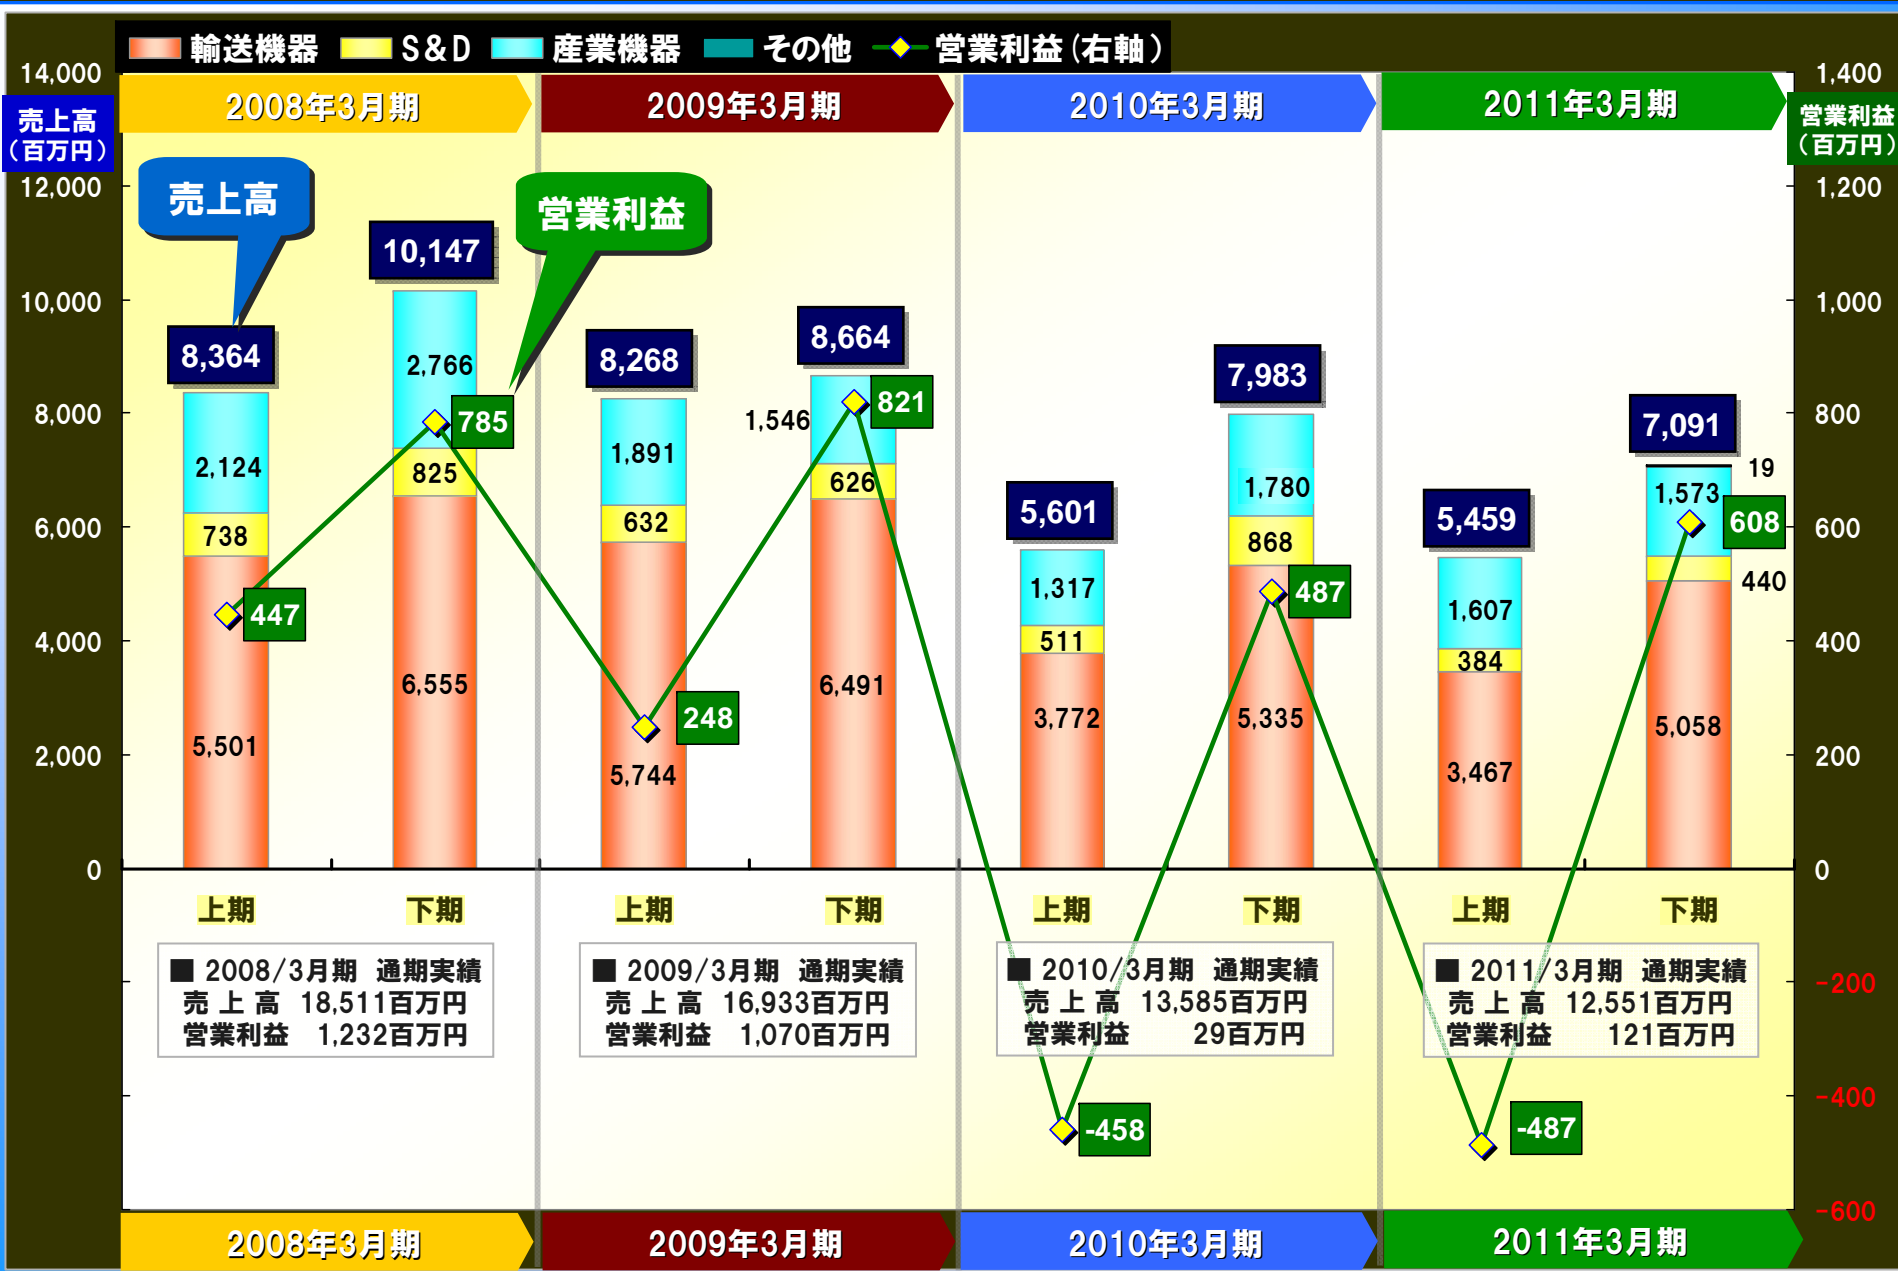 輸送機器 S&D 産業機器 その他 営業利益(右軸)
14,000
12,000
10,000
8,000
6,000
4,000
2,000
0
売上高
(百万円)
1,400
1,200
1,000
800
600
400
200
0
-200
-400
-600
営業利益
(百万円)
2008年3月期 2009年3月期 2010年3月期 2011年3月期
売上高
営業利益
8,364
2,124
738
5,501
447
10,147
2,766
825
6,555
785
8,268
1,891
632
5,744
248
8,664
1,546
626
6,491
821
5,601
1,317
511
3,772
-458
7,983
1,780
868
5,335
487
5,459
1,607
384
3,467
-487
7,091
19
1,573
440
5,058
608
上期 下期 上期 下期 上期 下期 上期 下期
■ 2008/3月期 通期実績
売 上 高 18,511百万円
営業利益 1,232百万円
■ 2009/3月期 通期実績
売 上 高 16,933百万円
営業利益 1,070百万円
■ 2010/3月期 通期実績
売 上 高 13,585百万円
営業利益 29百万円
■ 2011/3月期 通期実績
売 上 高 12,551百万円
営業利益 121百万円
2008年3月期 2009年3月期 2010年3月期 2011年3月期